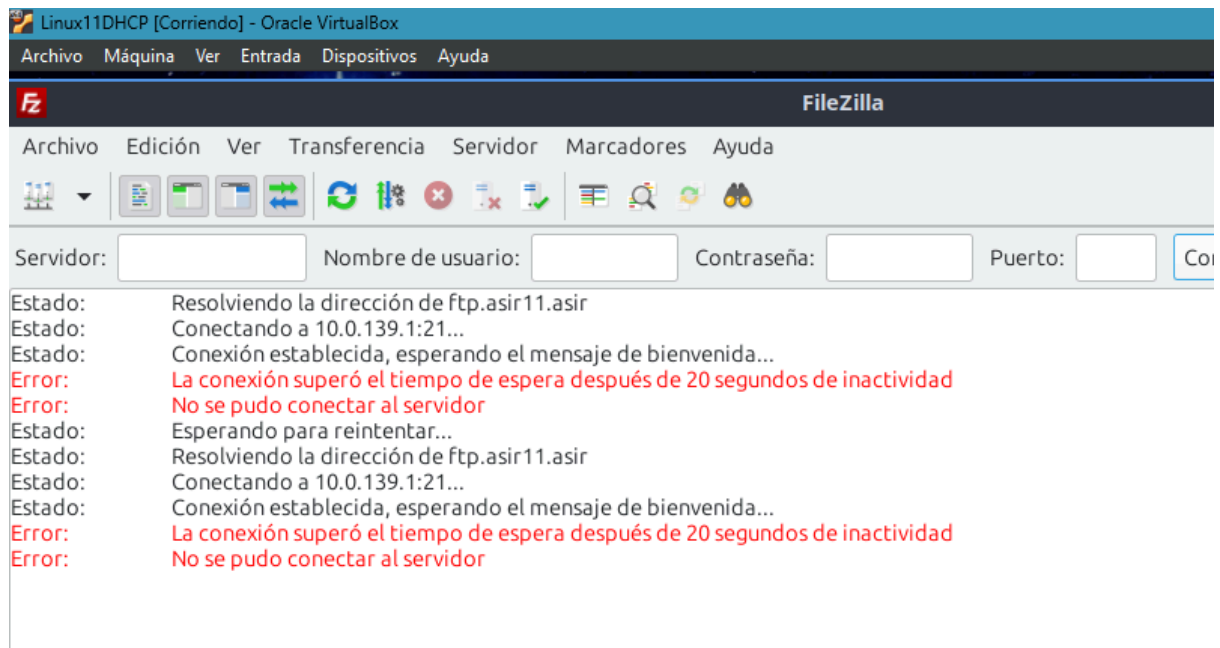 Linux11DHCP [Corriendo] - Oracle VirtualBox
Archivo Máquina Ver Entrada Dispositivos Ayuda
Fz FileZilla
Archivo Edición Ver Transferencia Servidor Marcadores Ayuda
Servidor: Nombre de usuario: Contraseña: Puerto:
Estado: Resolviendo la dirección de ftp.asir11.asir
Estado: Conectando a 10.0.139.1:21...
Estado: Conexión establecida, esperando el mensaje de bienvenida...
Error: La conexión superó el tiempo de espera después de 20 segundos de inactividad
Error: No se pudo conectar al servidor
Estado: Esperando para reintentar...
Estado: Resolviendo la dirección de ftp.asir11.asir
Estado: Conectando a 10.0.139.1:21...
Estado: Conexión establecida, esperando el mensaje de bienvenida...
Error: La conexión superó el tiempo de espera después de 20 segundos de inactividad
Error: No se pudo conectar al servidor